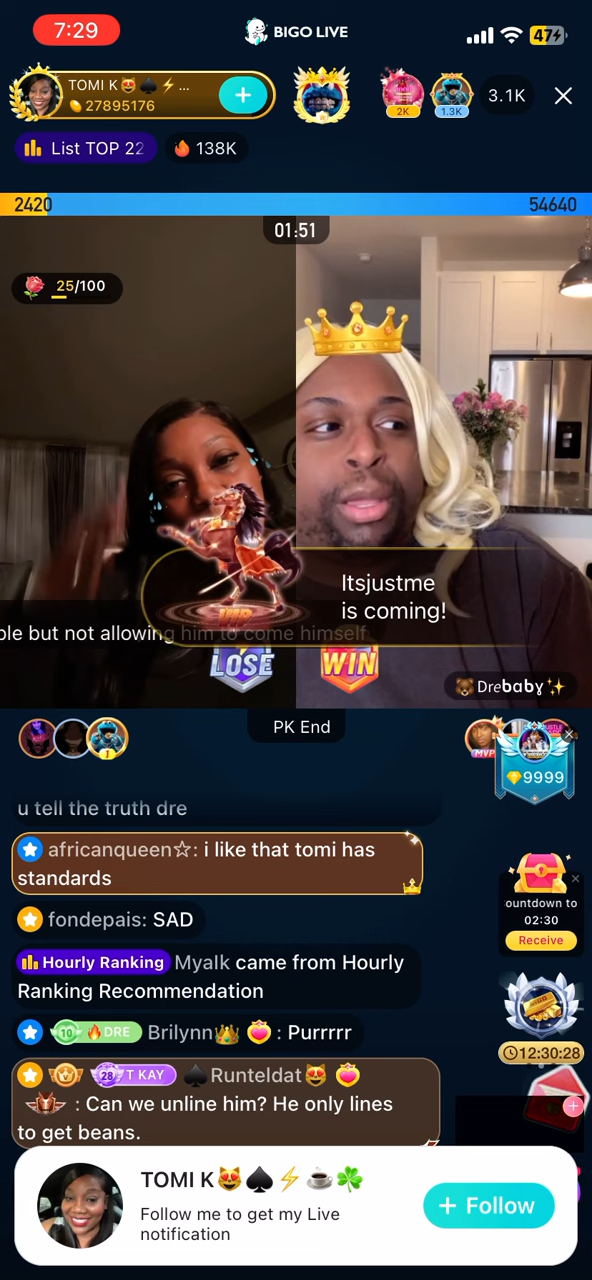 7:29
BIGO LIVE
47
TOMI K😻♠️⚡ ...
27895176
2K
1.3K
3.1K
List TOP 22
138K
2420
54640
01:51
25/100
Itsjustme
is coming!
ple but not allowing him to come himself
LOSE
WIN
🐻Drebaby✨
PK End
1
MVP
9999
u tell the truth dre
africanqueen☆: i like that tomi has
standards
ountdown to
02:30
Receive
fondepais: SAD
Hourly Ranking Myalk came from Hourly
Ranking Recommendation
10 🔥DRE Brilynn👑 : Purrrrr
12:30:28
28 T KAY ♠️Runteldat😻
: Can we unline him? He only lines
to get beans.
TOMI K😻♠️⚡☕☘️
Follow me to get my Live
notification
+ Follow